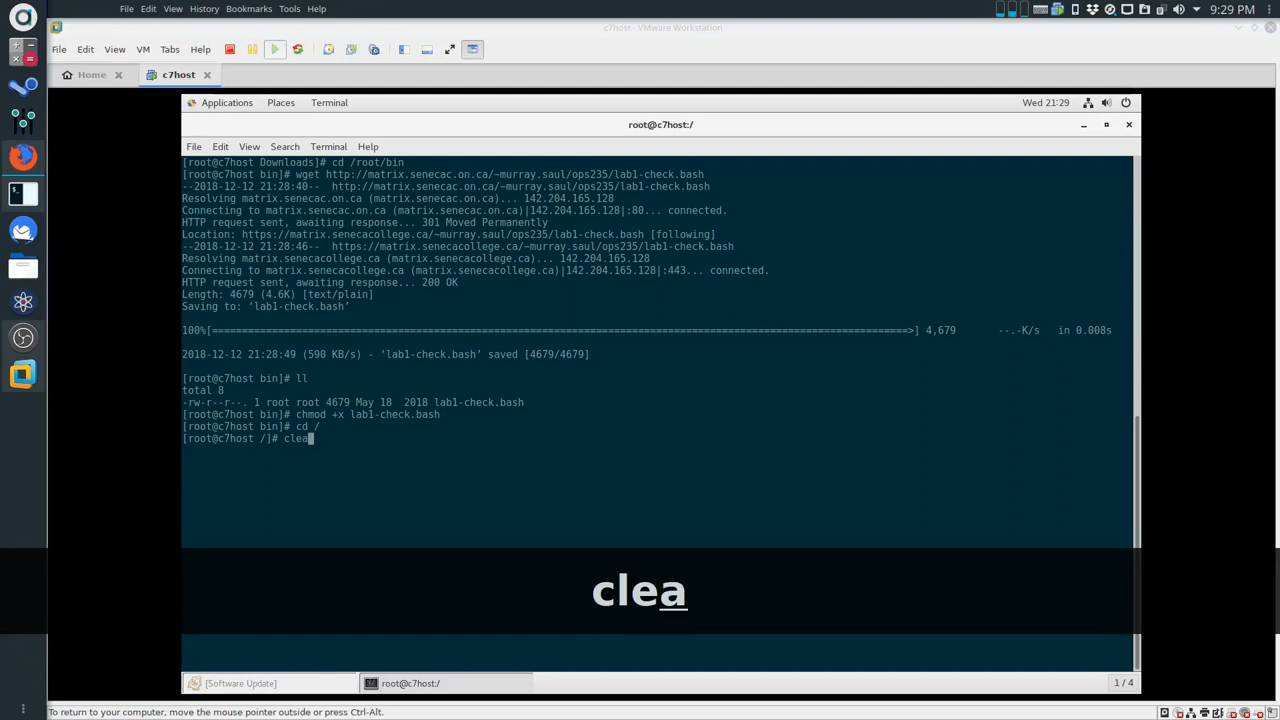 File Edit View History Bookmarks Tools Help
9:29 PM
c7host - VMware Workstation
File Edit View VM Tabs Help
Home
c7host
Applications Places Terminal
Wed 21:29
root@c7host:/
File Edit View Search Terminal Help
[root@c7host Downloads]# cd /root/bin
[root@c7host bin]# wget http://matrix.senecac.on.ca/~murray.saul/ops235/lab1-check.bash
--2018-12-12 21:28:40-- http://matrix.senecac.on.ca/~murray.saul/ops235/lab1-check.bash
Resolving matrix.senecac.on.ca (matrix.senecac.on.ca)... 142.204.165.128
Connecting to matrix.senecac.on.ca (matrix.senecac.on.ca)|142.204.165.128|:80... connected.
HTTP request sent, awaiting response... 301 Moved Permanently
Location: https://matrix.senecacollege.ca/~murray.saul/ops235/lab1-check.bash [following]
--2018-12-12 21:28:46-- https://matrix.senecacollege.ca/~murray.saul/ops235/lab1-check.bash
Resolving matrix.senecacollege.ca (matrix.senecacollege.ca)... 142.204.165.128
Connecting to matrix.senecacollege.ca (matrix.senecacollege.ca)|142.204.165.128|:443... connected.
HTTP request sent, awaiting response... 200 OK
Length: 4679 (4.6K) [text/plain]
Saving to: ‘lab1-check.bash’
100%[======================================================================================================================>] 4,679 --.-K/s in 0.008s
2018-12-12 21:28:49 (590 KB/s) - ‘lab1-check.bash’ saved [4679/4679]
[root@c7host bin]# ll
total 8
-rw-r--r--. 1 root root 4679 May 18 2018 lab1-check.bash
[root@c7host bin]# chmod +x lab1-check.bash
[root@c7host bin]# cd /
[root@c7host /]# clea
clea
[Software Update]
root@c7host:/
1 / 4
To return to your computer, move the mouse pointer outside or press Ctrl-Alt.